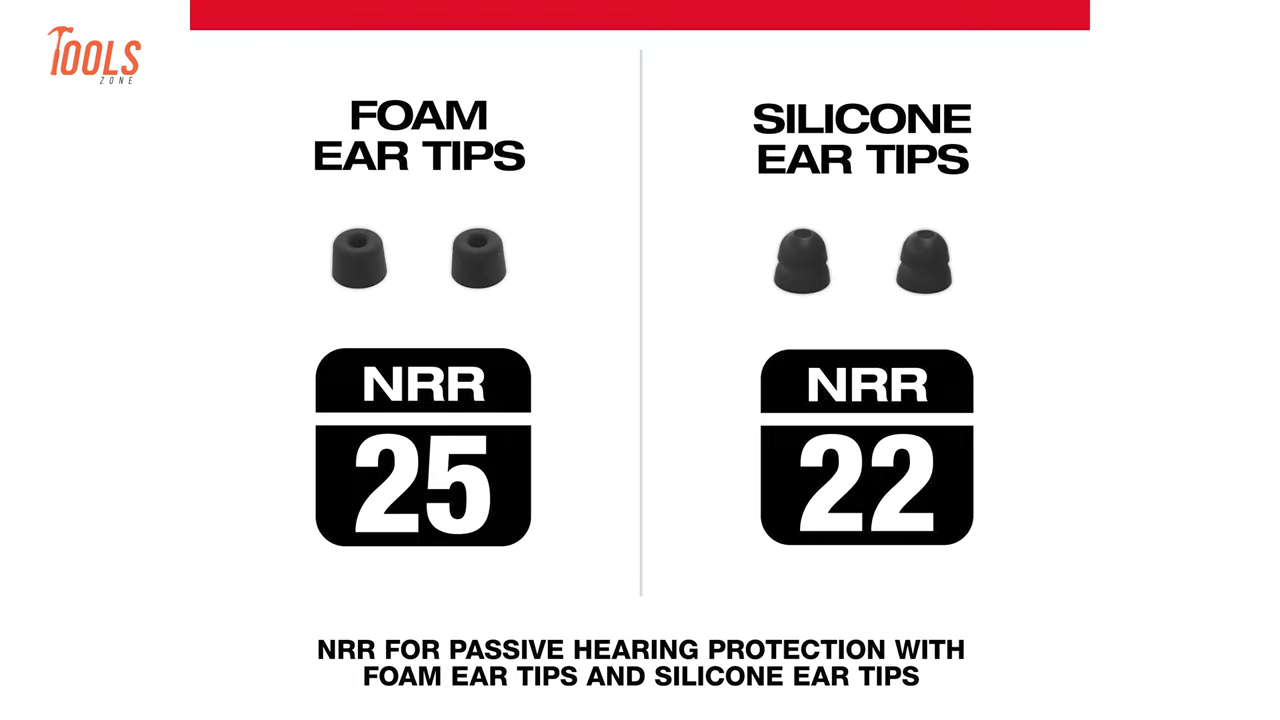 TOOLS
ZONE
FOAM
EAR TIPS
NRR
25
SILICONE
EAR TIPS
NRR
22
NRR FOR PASSIVE HEARING PROTECTION WITH
FOAM EAR TIPS AND SILICONE EAR TIPS